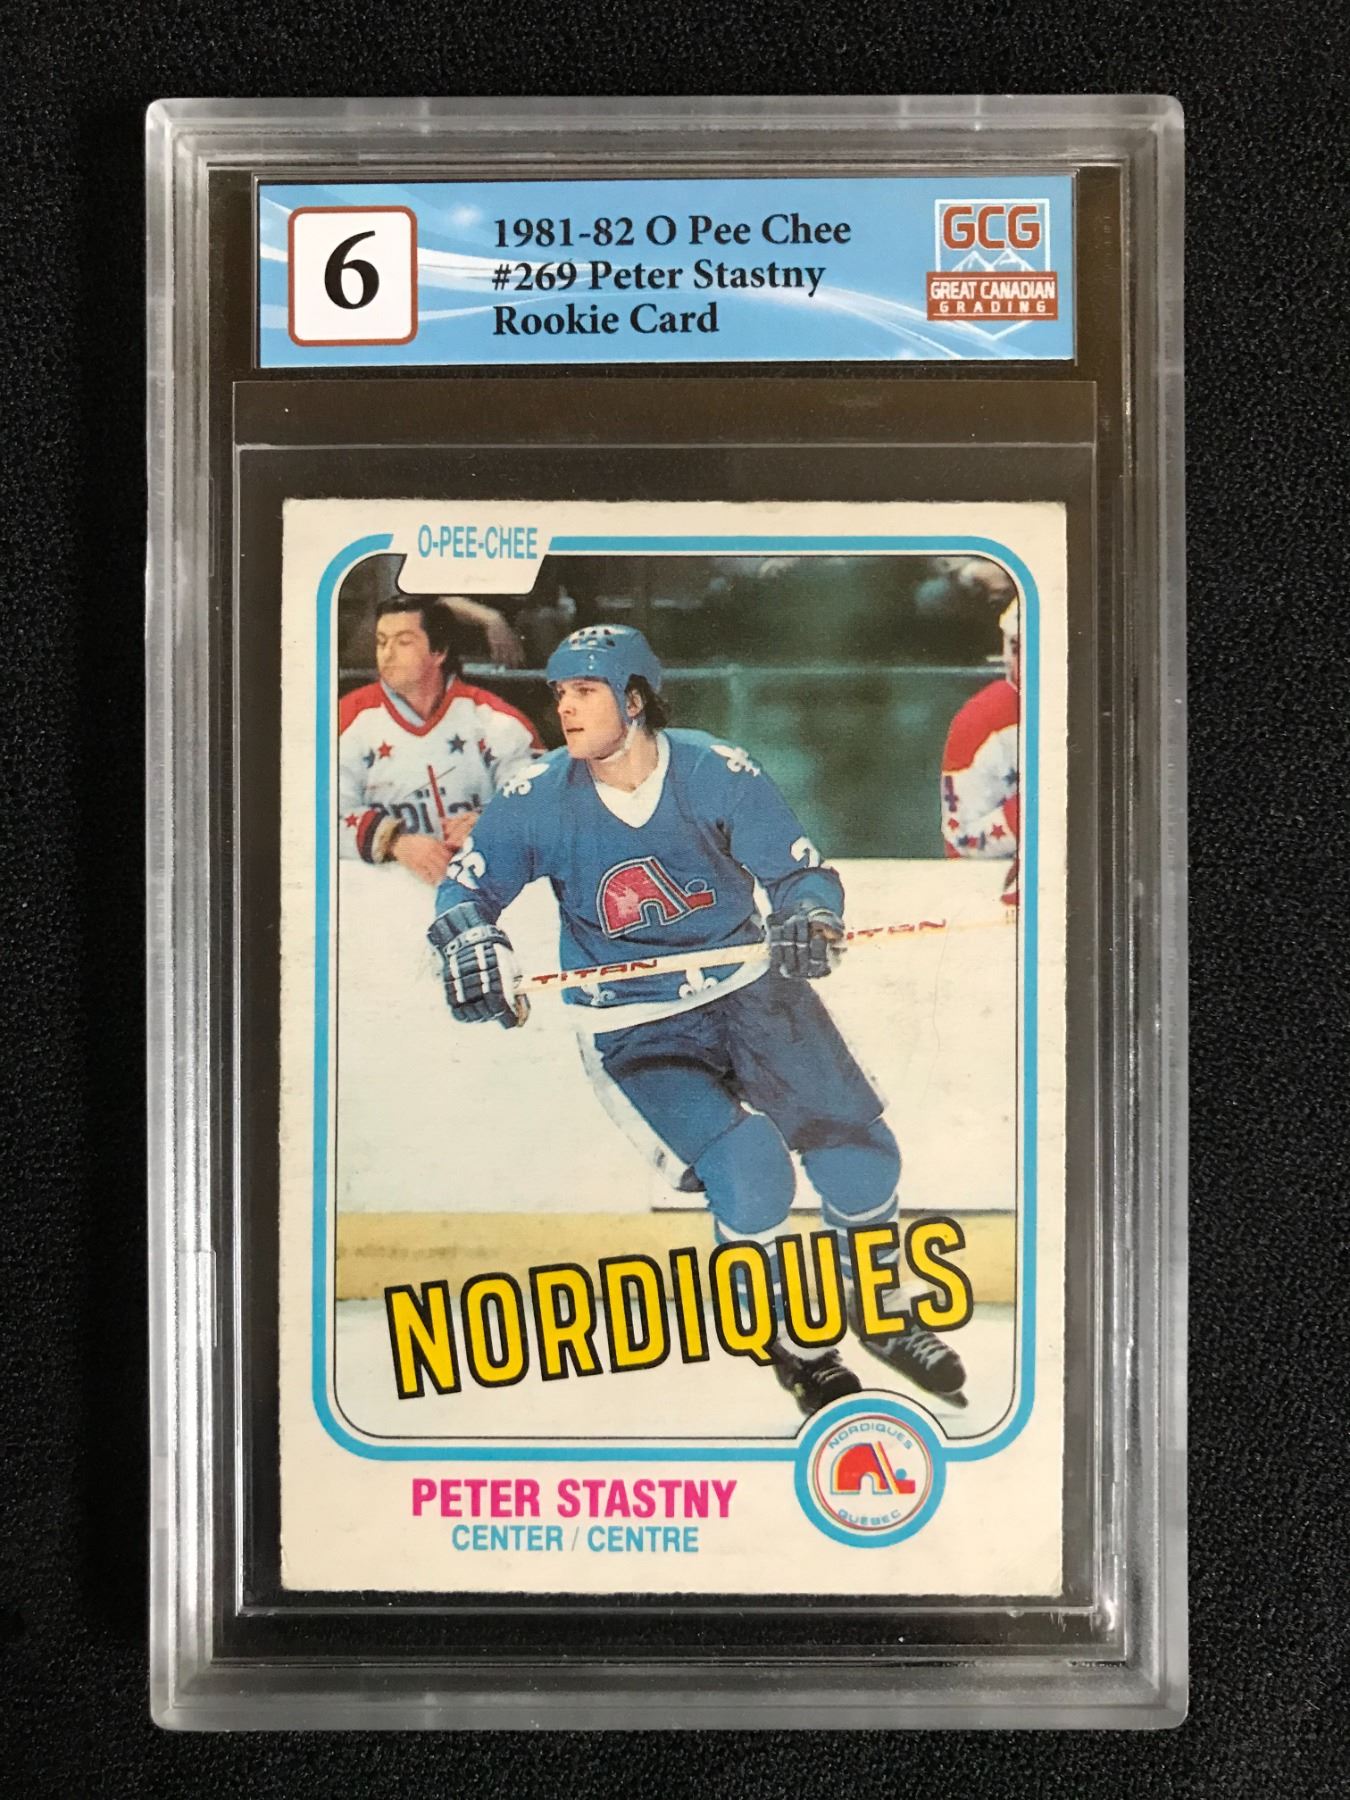 6
1981-82 O Pee Chee
#269 Peter Stastny
Rookie Card
GCG
GREAT CANADIAN
GRADING
O-PEE-CHEE
TITAN
TITAN
NORDIQUES
NORDIQUES
QUEBEC
PETER STASTNY
CENTER / CENTRE